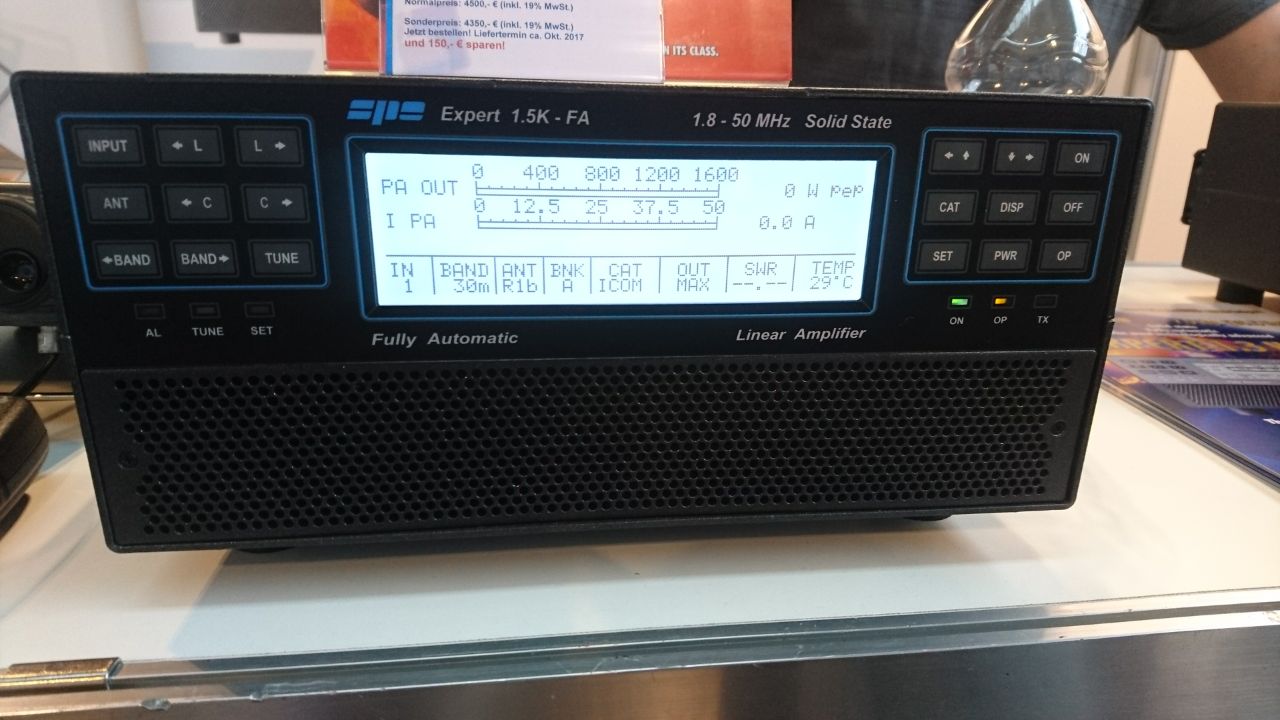 Normalpreis: 4500,- € (inkl. 19% MwSt.)
Sonderpreis: 4350,- € (inkl. 19% MwSt.)
Jetzt bestellen! Liefertermin ca. Okt. 2017
und 150,- € sparen!
N ITS CLASS.
spe Expert 1.5K - FA
1.8 - 50 MHz Solid State
INPUT ← L L →
ANT ← C C →
←BAND BAND→ TUNE
AL TUNE SET
0 400 800 1200 1600
PA OUT 0 W pep
0 12.5 25 37.5 50
I PA 0.0 A
IN BAND ANT BNK CAT OUT SWR TEMP
1 30m R1b A ICOM MAX --.-- 29°C
Fully Automatic
Linear Amplifier
← ↑ ↓ → ON
CAT DISP OFF
SET PWR OP
ON OP TX